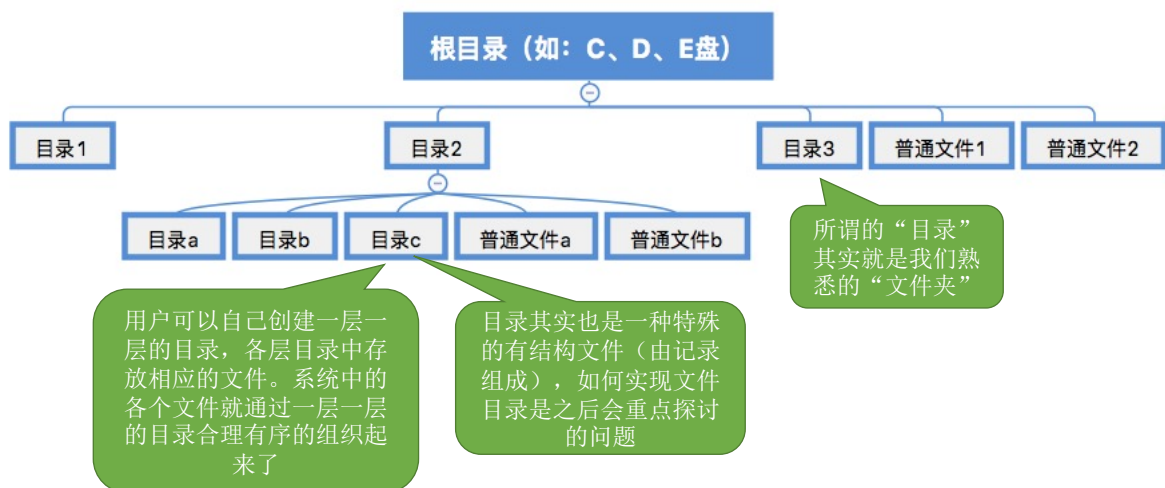 根目录（如：C、D、E盘）
目录1
目录2
目录3
普通文件1
普通文件2
目录a
目录b
目录c
普通文件a
普通文件b
所谓的“目录”
其实就是我们熟
悉的“文件夹”
用户可以自己创建一层一
层的目录，各层目录中存
放相应的文件。系统中的
各个文件就通过一层一层
的目录合理有序的组织起
来了
目录其实也是一种特殊
的有结构文件（由记录
组成），如何实现文件
目录是之后会重点探讨
的问题